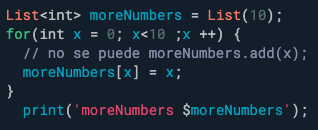 List<int> moreNumbers = List(10);
for(int x = 0; x<10 ;x ++) {
// no se puede moreNumbers.add(x);
moreNumbers[x] = x;
}
print('moreNumbers $moreNumbers');